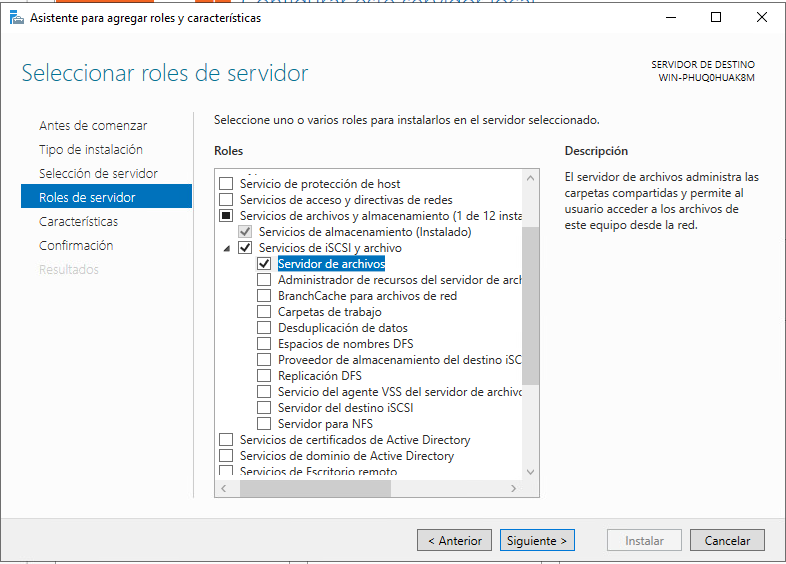 Asistente para agregar roles y características
Seleccionar roles de servidor
SERVIDOR DE DESTINO
WIN-PHUQ0HUAK8M
Antes de comenzar
Tipo de instalación
Selección de servidor
Roles de servidor
Características
Confirmación
Resultados
Seleccione uno o varios roles para instalarlos en el servidor seleccionado.
Roles
Servicio de protección de host
Servicios de acceso y directivas de redes
Servicios de archivos y almacenamiento (1 de 12 insta
Servicios de almacenamiento (Instalado)
Servicios de iSCSI y archivo
Servidor de archivos
Administrador de recursos del servidor de arch
BranchCache para archivos de red
Carpetas de trabajo
Desduplicación de datos
Espacios de nombres DFS
Proveedor de almacenamiento del destino iSC
Replicación DFS
Servicio del agente VSS del servidor de archivo
Servidor del destino iSCSI
Servidor para NFS
Servicios de certificados de Active Directory
Servicios de dominio de Active Directory
Servicios de Escritorio remoto
Descripción
El servidor de archivos administra las
carpetas compartidas y permite al
usuario acceder a los archivos de
este equipo desde la red.
< Anterior
Siguiente >
Instalar
Cancelar